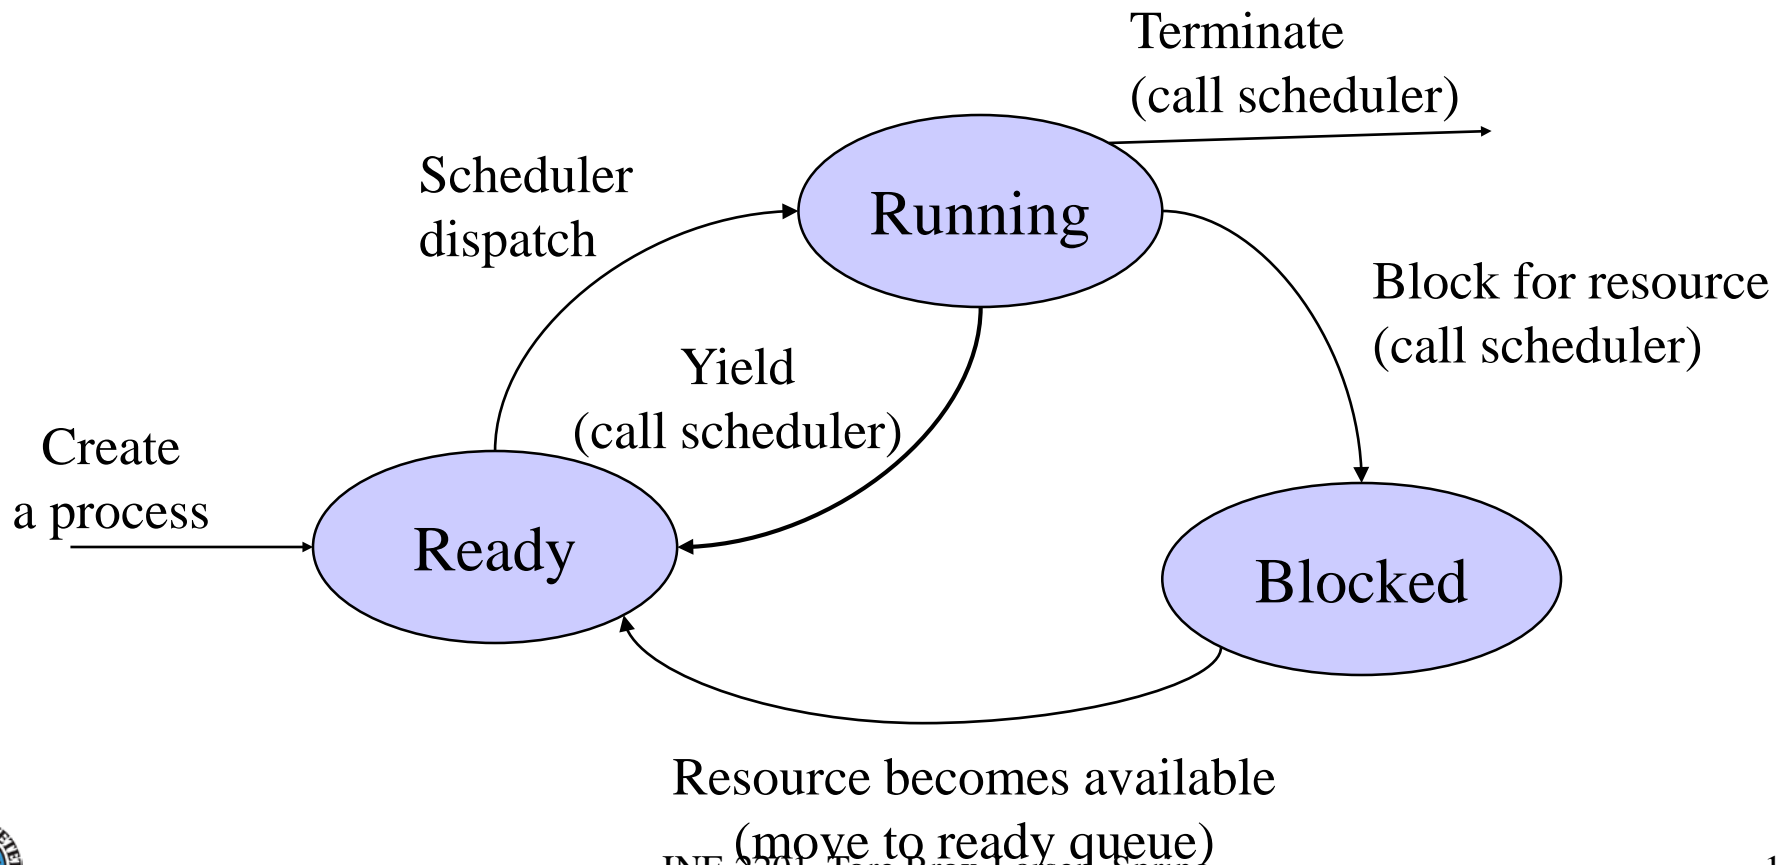 Terminate
(call scheduler)
Scheduler
dispatch
Running
Block for resource
(call scheduler)
Yield
(call scheduler)
Create
a process
Ready
Blocked
Resource becomes available
(move to ready queue)
1